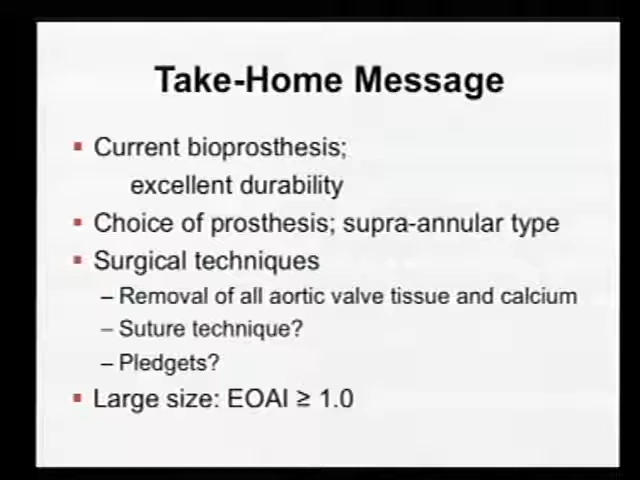 Take-Home Message
Current bioprosthesis;
excellent durability
Choice of prosthesis; supra-annular type
Surgical techniques
– Removal of all aortic valve tissue and calcium
– Suture technique?
– Pledgets?
Large size: EOAI ≥ 1.0